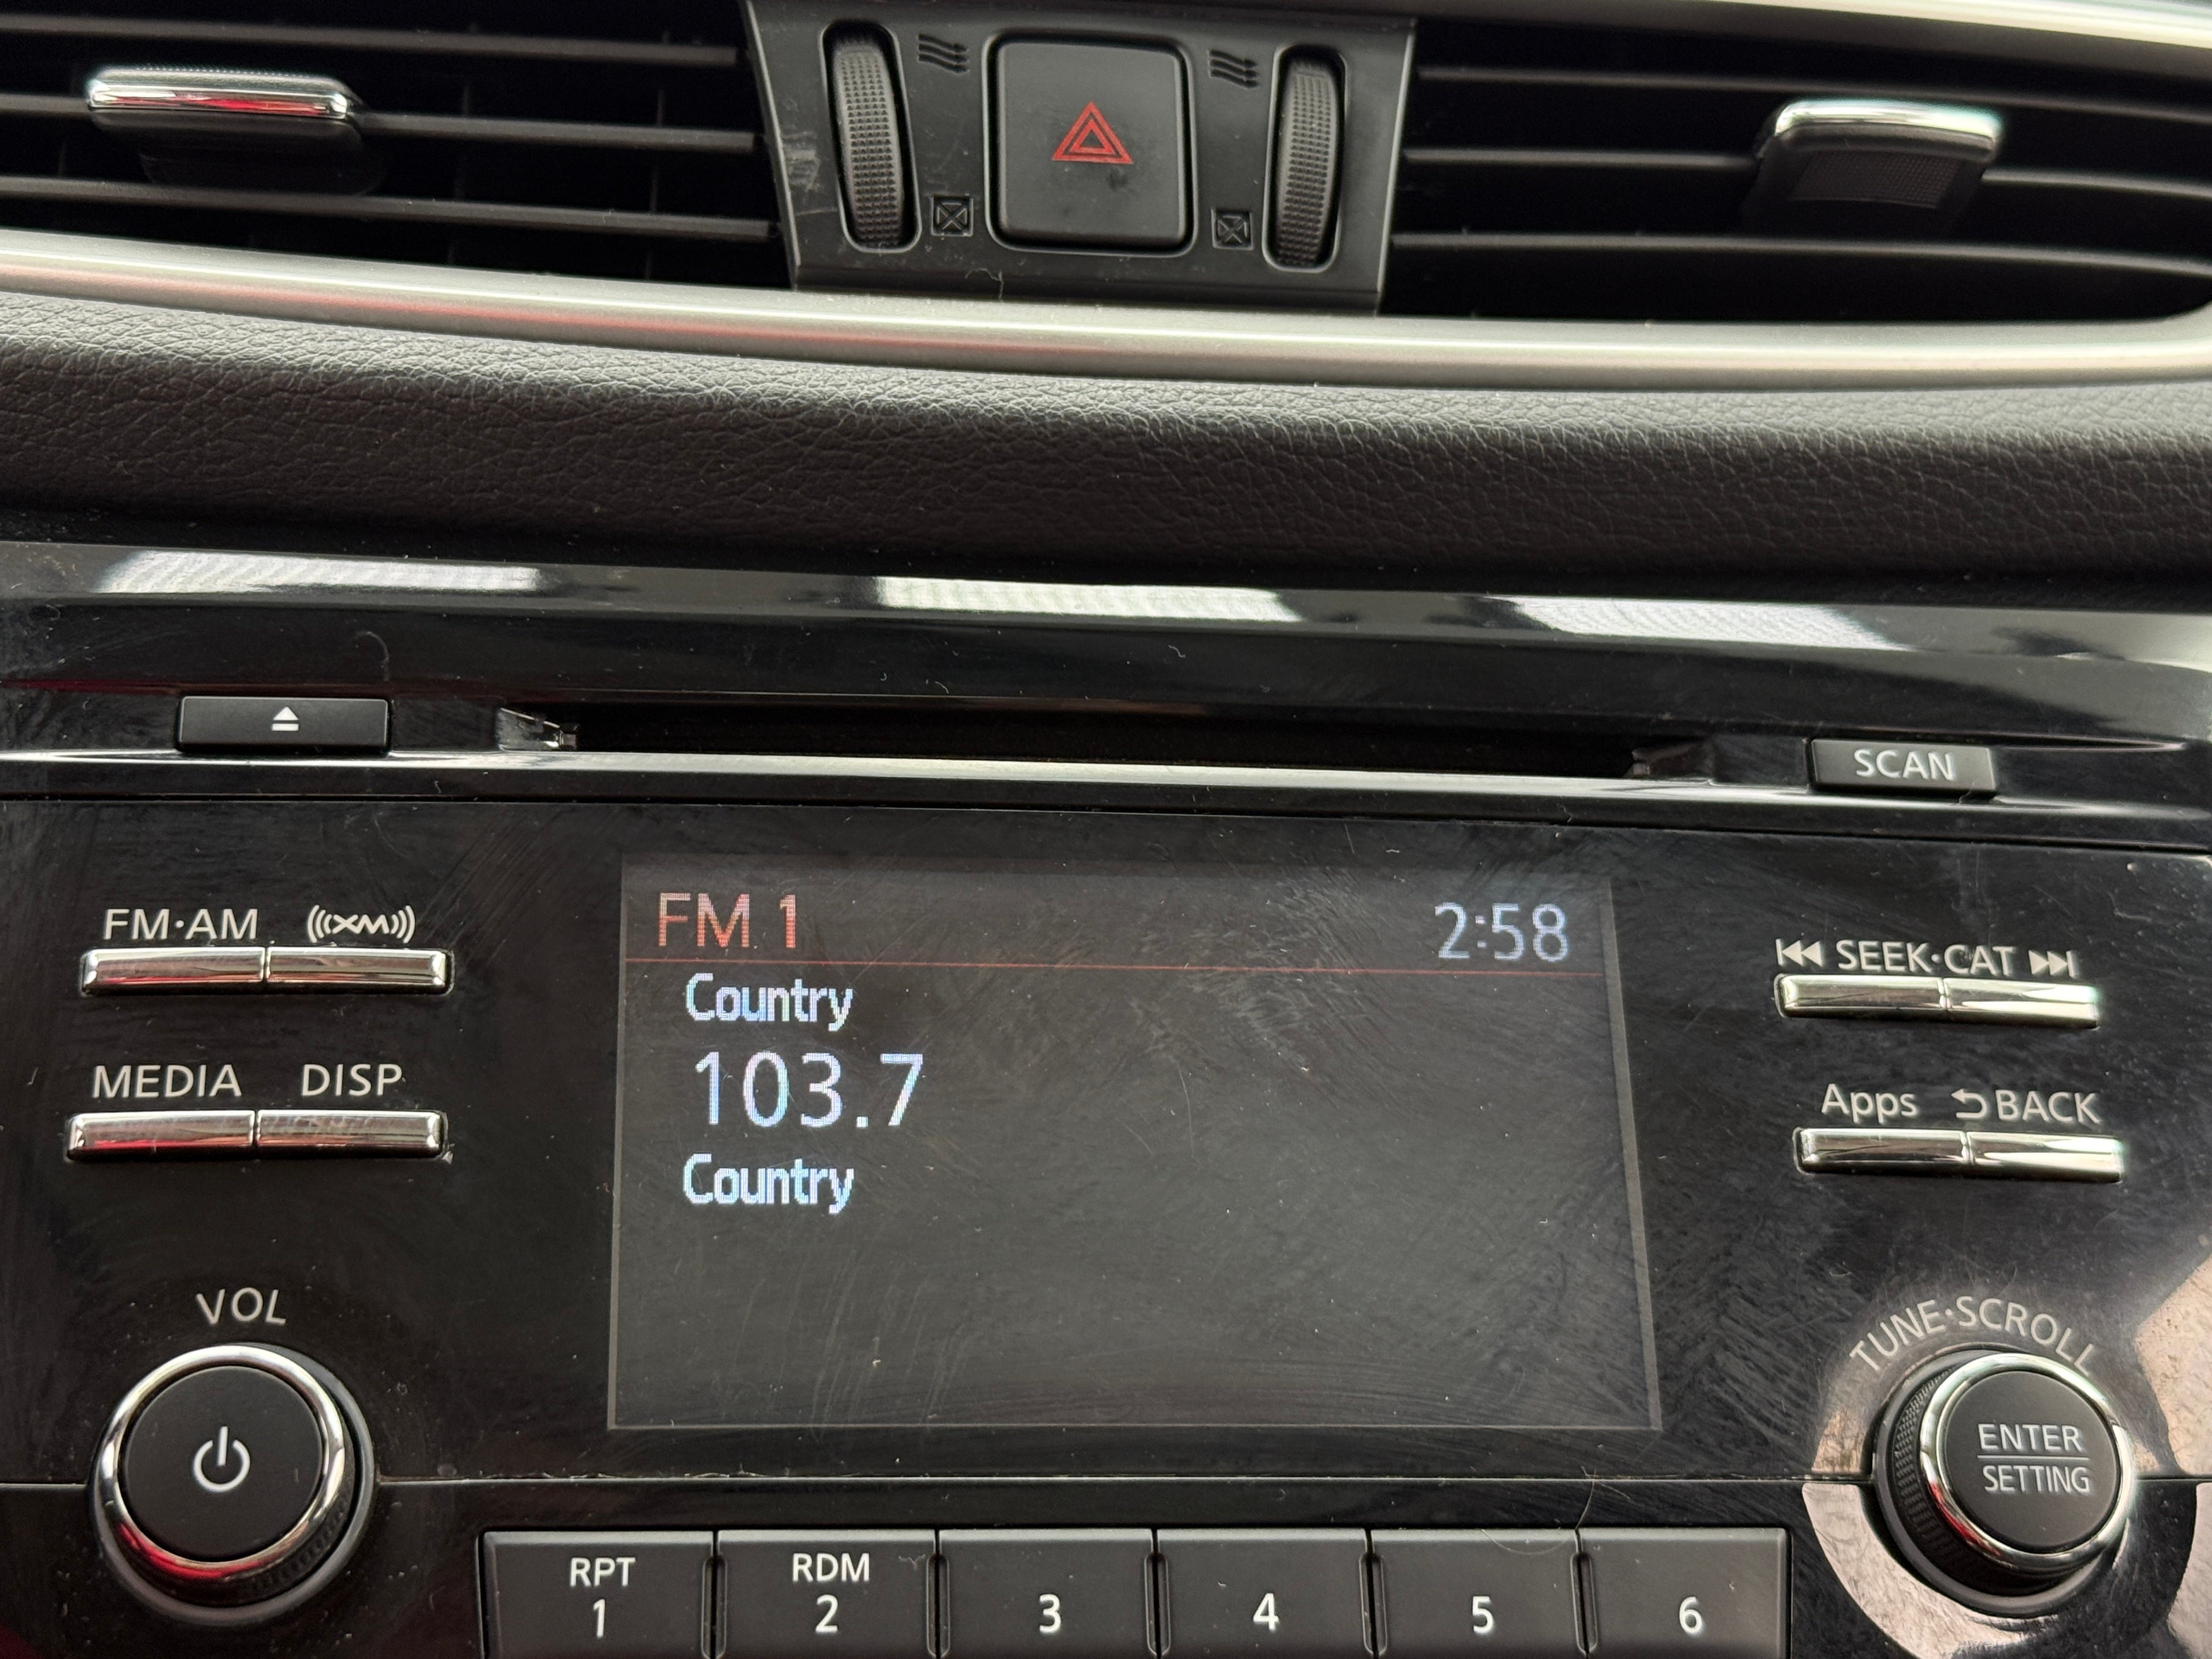 SCAN
FM·AM
XM
FM 1
2:58
SEEK·CAT
Country
103.7
Country
MEDIA
DISP
Apps
BACK
VOL
TUNE·SCROLL
ENTER
SETTING
RPT
1
RDM
2
3
4
5
6